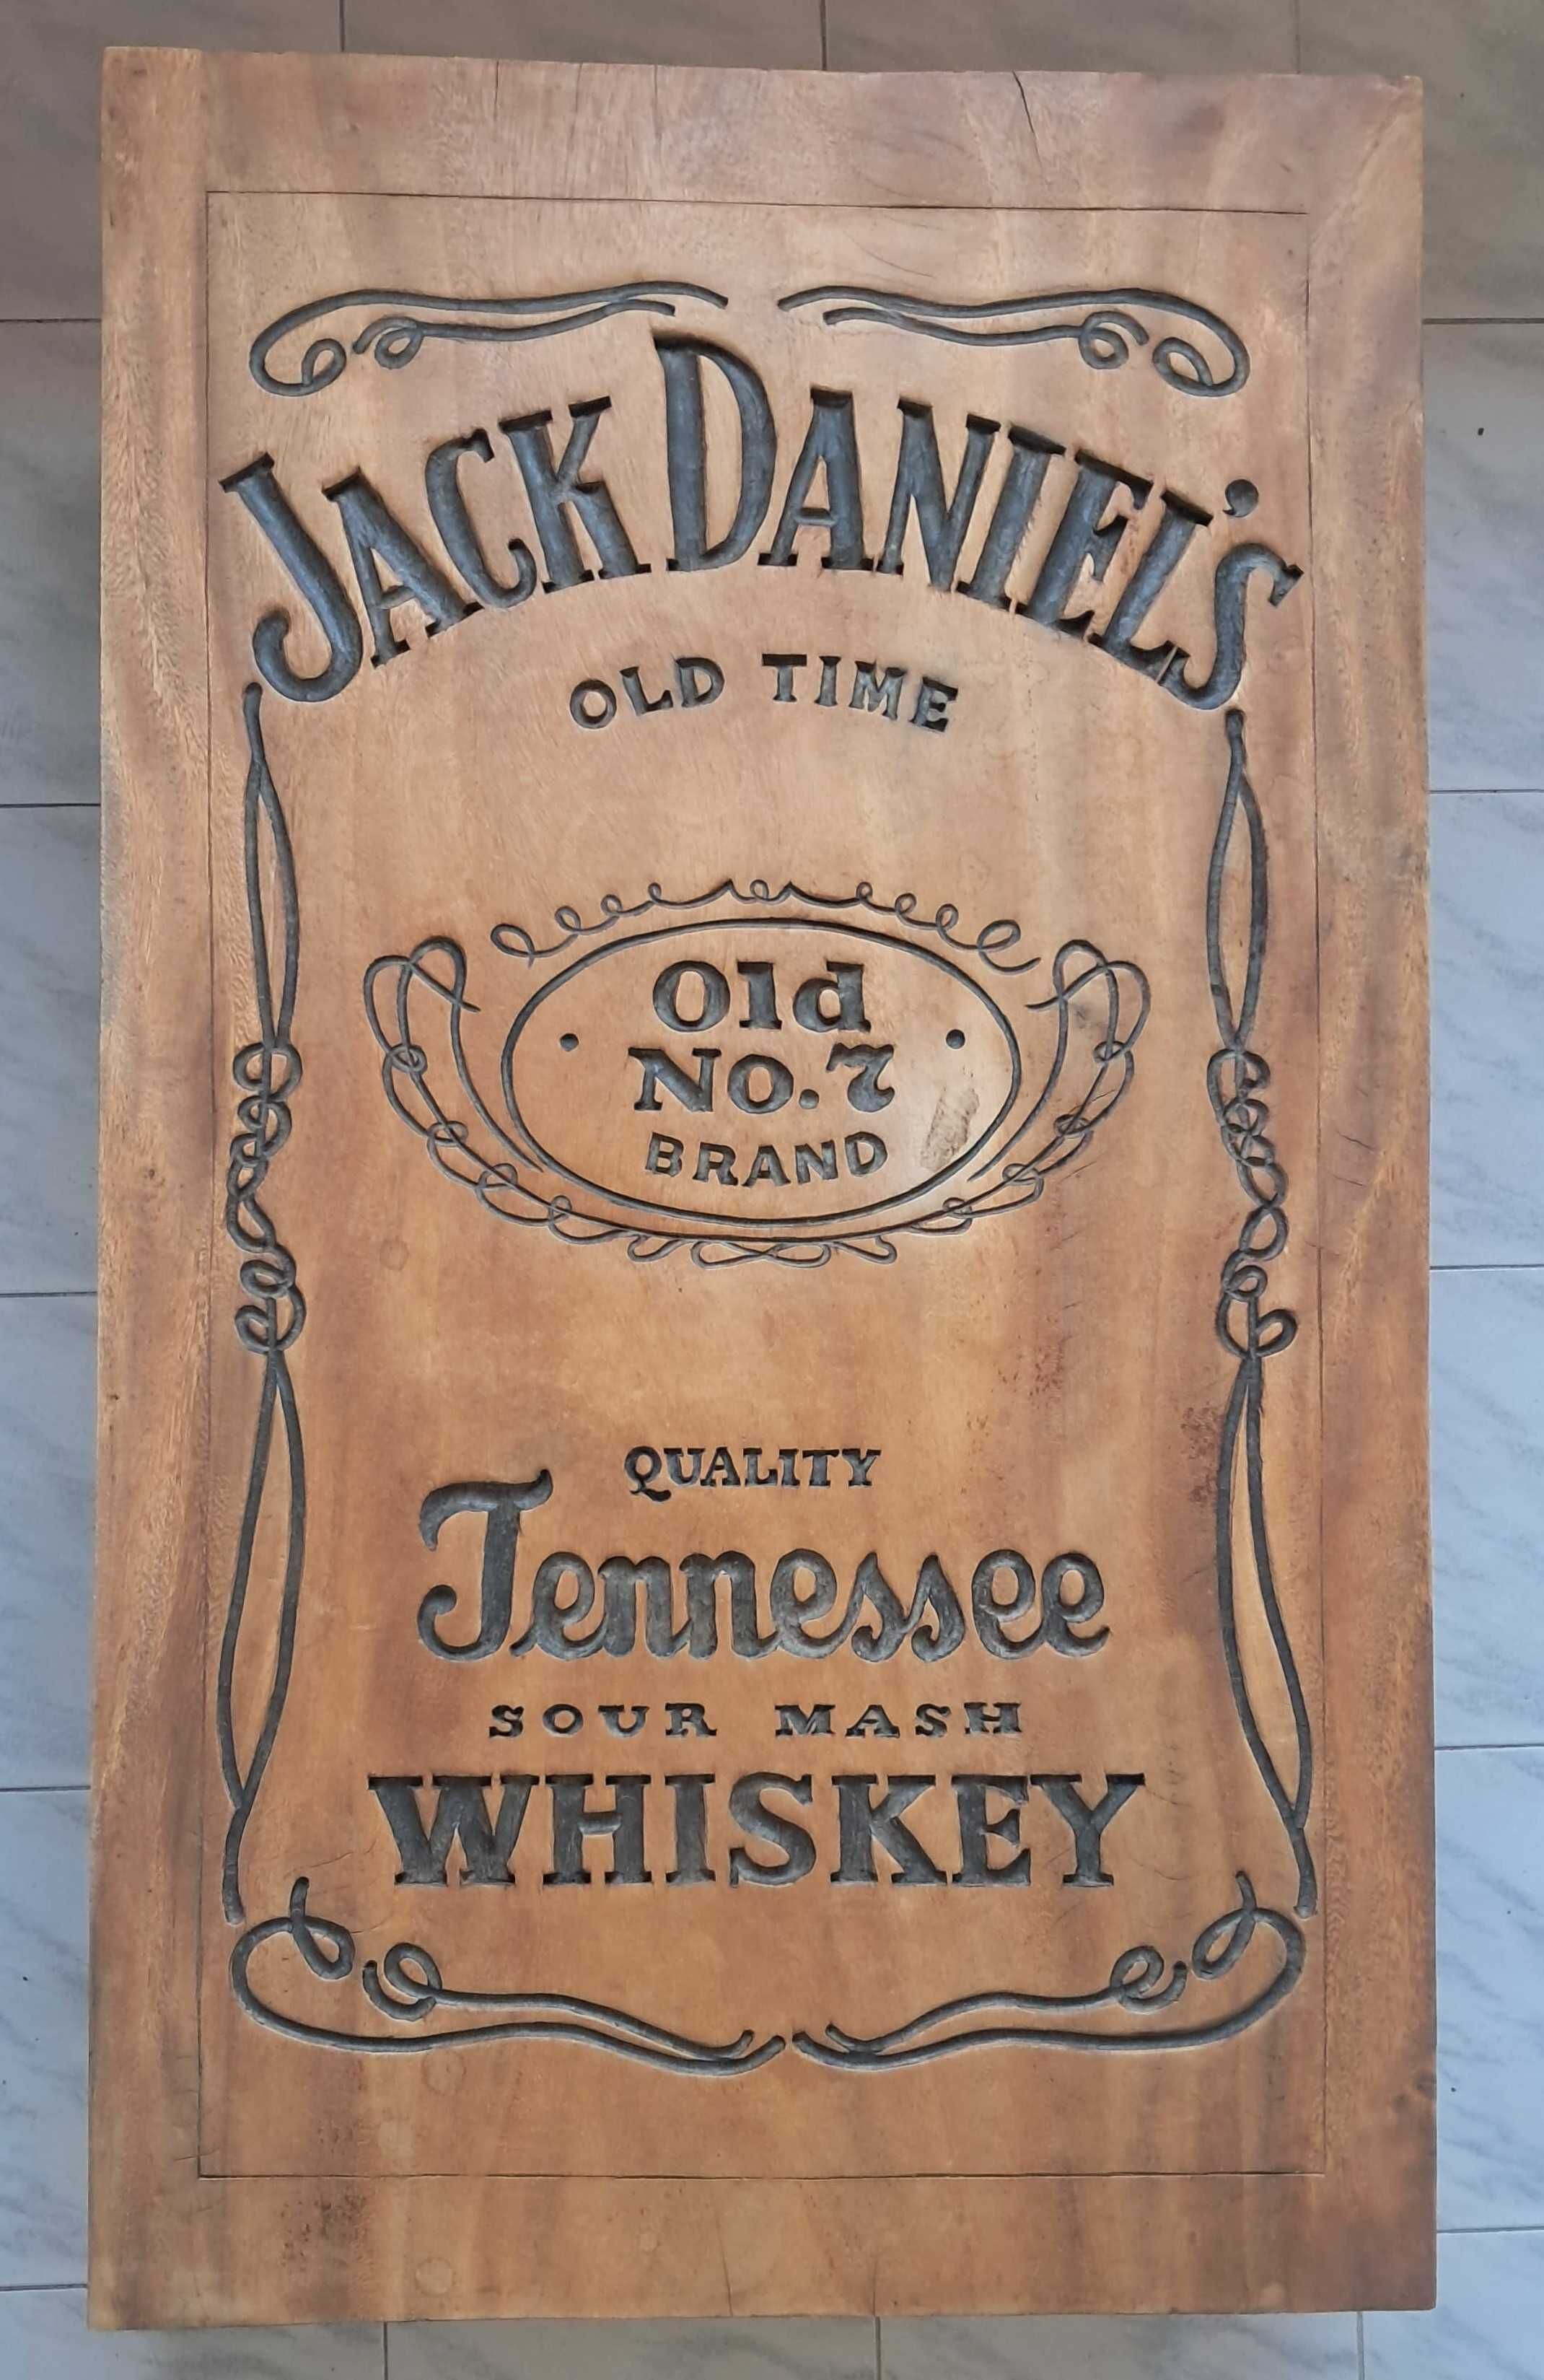 JACK DANIEL'S
OLD TIME
Old
No.7
BRAND
QUALITY
Tennessee
SOUR MASH
WHISKEY